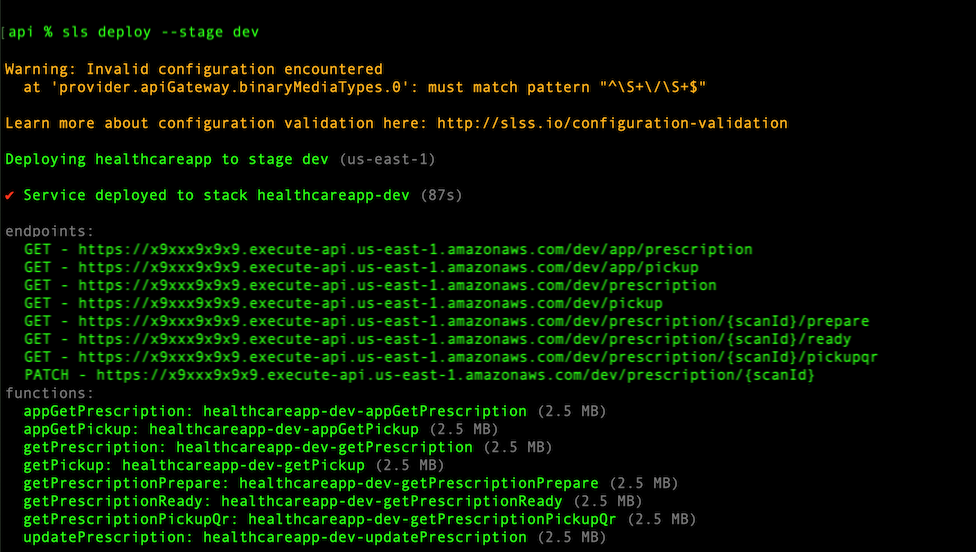 [api % sls deploy --stage dev
Warning: Invalid configuration encountered
at 'provider.apiGateway.binaryMediaTypes.0': must match pattern "^\S+\/\S+$"
Learn more about configuration validation here: http://slss.io/configuration-validation
Deploying healthcareapp to stage dev (us-east-1)
✔ Service deployed to stack healthcareapp-dev (87s)
endpoints:
GET - https://x9xxx9x9x9.execute-api.us-east-1.amazonaws.com/dev/app/prescription
GET - https://x9xxx9x9x9.execute-api.us-east-1.amazonaws.com/dev/app/pickup
GET - https://x9xxx9x9x9.execute-api.us-east-1.amazonaws.com/dev/prescription
GET - https://x9xxx9x9x9.execute-api.us-east-1.amazonaws.com/dev/pickup
GET - https://x9xxx9x9x9.execute-api.us-east-1.amazonaws.com/dev/prescription/{scanId}/prepare
GET - https://x9xxx9x9x9.execute-api.us-east-1.amazonaws.com/dev/prescription/{scanId}/ready
GET - https://x9xxx9x9x9.execute-api.us-east-1.amazonaws.com/dev/prescription/{scanId}/pickupqr
PATCH - https://x9xxx9x9x9.execute-api.us-east-1.amazonaws.com/dev/prescription/{scanId}
functions:
appGetPrescription: healthcareapp-dev-appGetPrescription (2.5 MB)
appGetPickup: healthcareapp-dev-appGetPickup (2.5 MB)
getPrescription: healthcareapp-dev-getPrescription (2.5 MB)
getPickup: healthcareapp-dev-getPickup (2.5 MB)
getPrescriptionPrepare: healthcareapp-dev-getPrescriptionPrepare (2.5 MB)
getPrescriptionReady: healthcareapp-dev-getPrescriptionReady (2.5 MB)
getPrescriptionPickupQr: healthcareapp-dev-getPrescriptionPickupQr (2.5 MB)
updatePrescription: healthcareapp-dev-updatePrescription (2.5 MB)